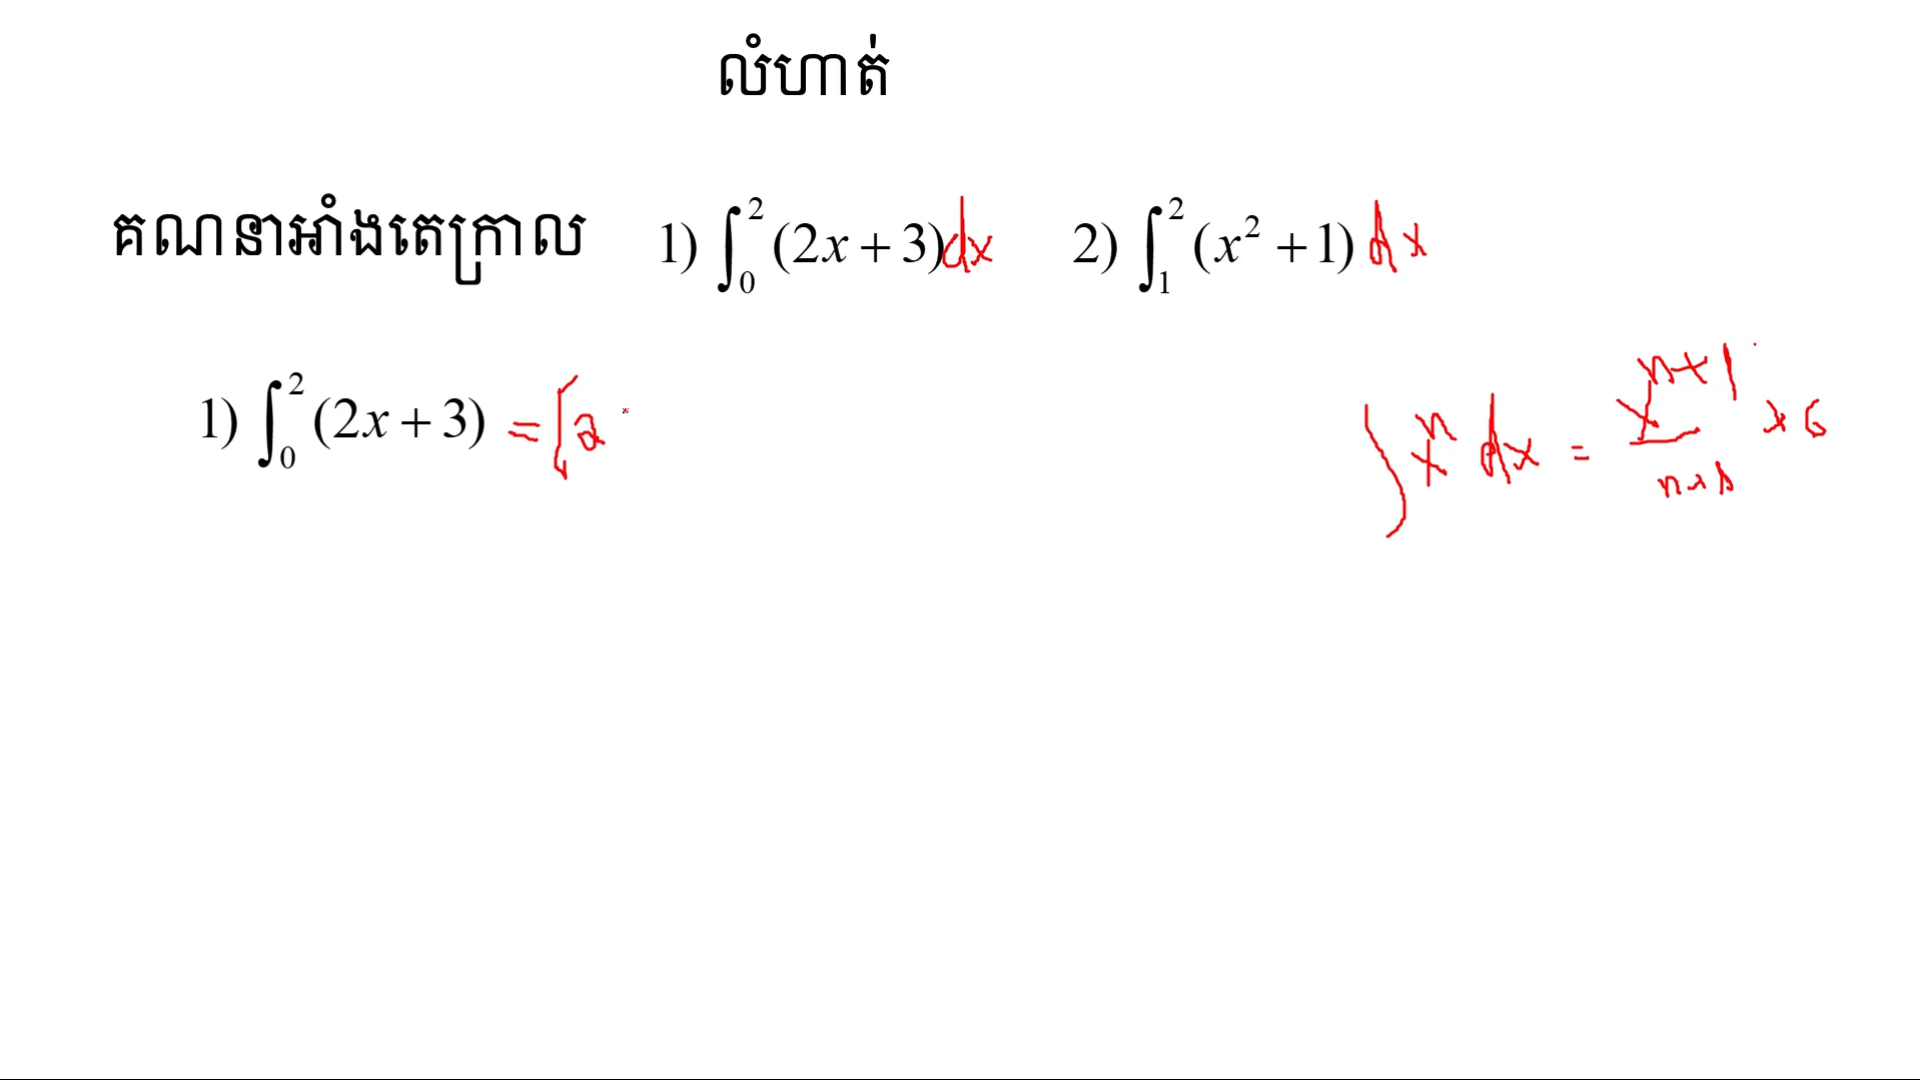 លំហាត់
គណនាអាំងតេក្រាល 1) ∫₀² (2x + 3)dx 2) ∫₁² (x² + 1) dx
1) ∫₀² (2x + 3) = [2
∫ xⁿ dx = xⁿ⁺¹ / n+1 + c